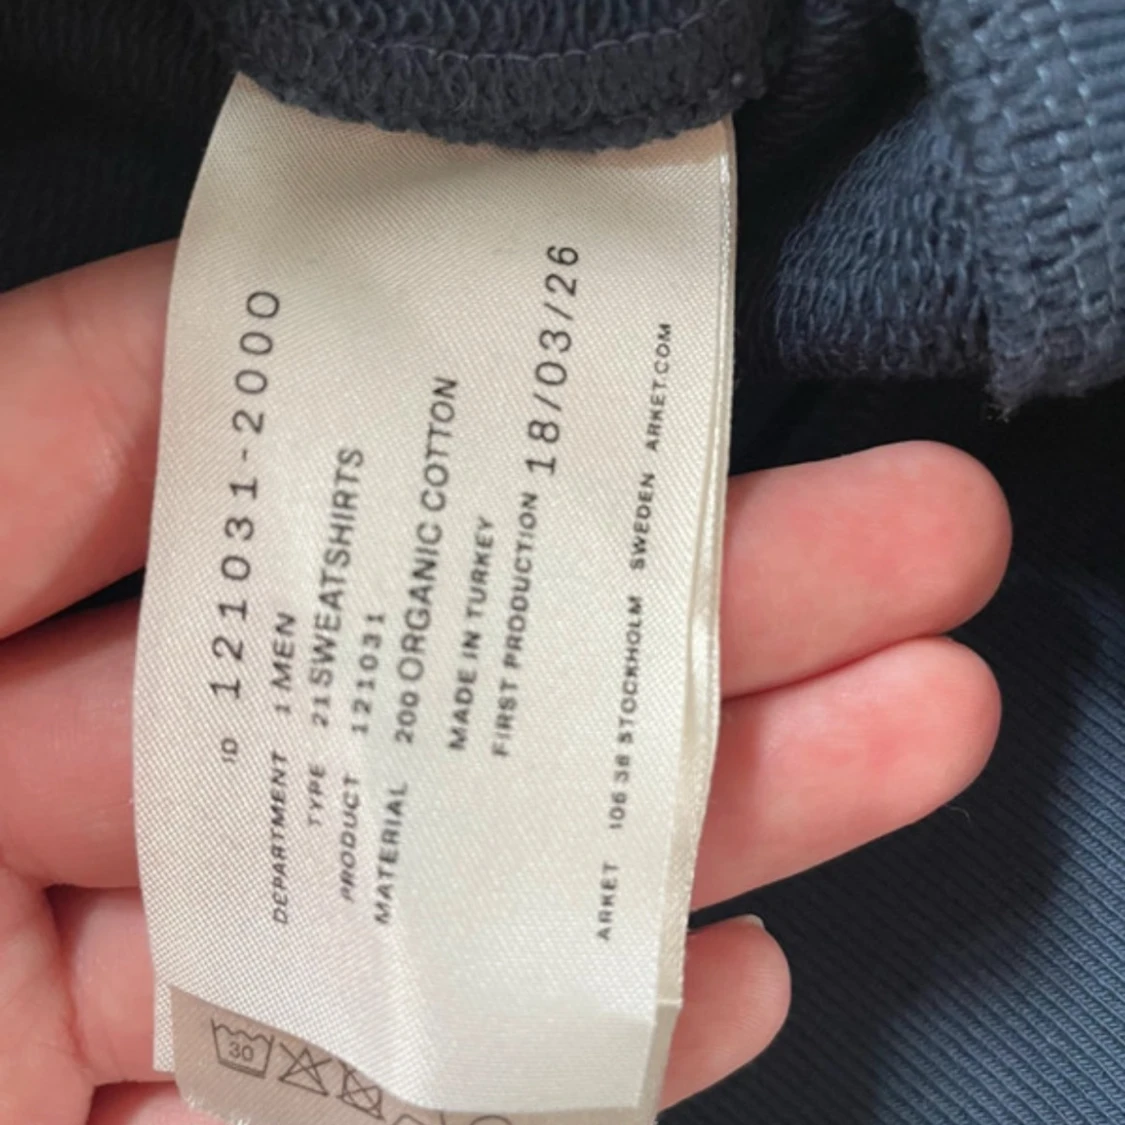 ID 121031-2000
DEPARTMENT 1 MEN
TYPE 21 SWEATSHIRTS
PRODUCT 121031
MATERIAL 200 ORGANIC COTTON
MADE IN TURKEY
FIRST PRODUCTION 18/03/26
ARKET 106 38 STOCKHOLM SWEDEN ARKET.COM
30